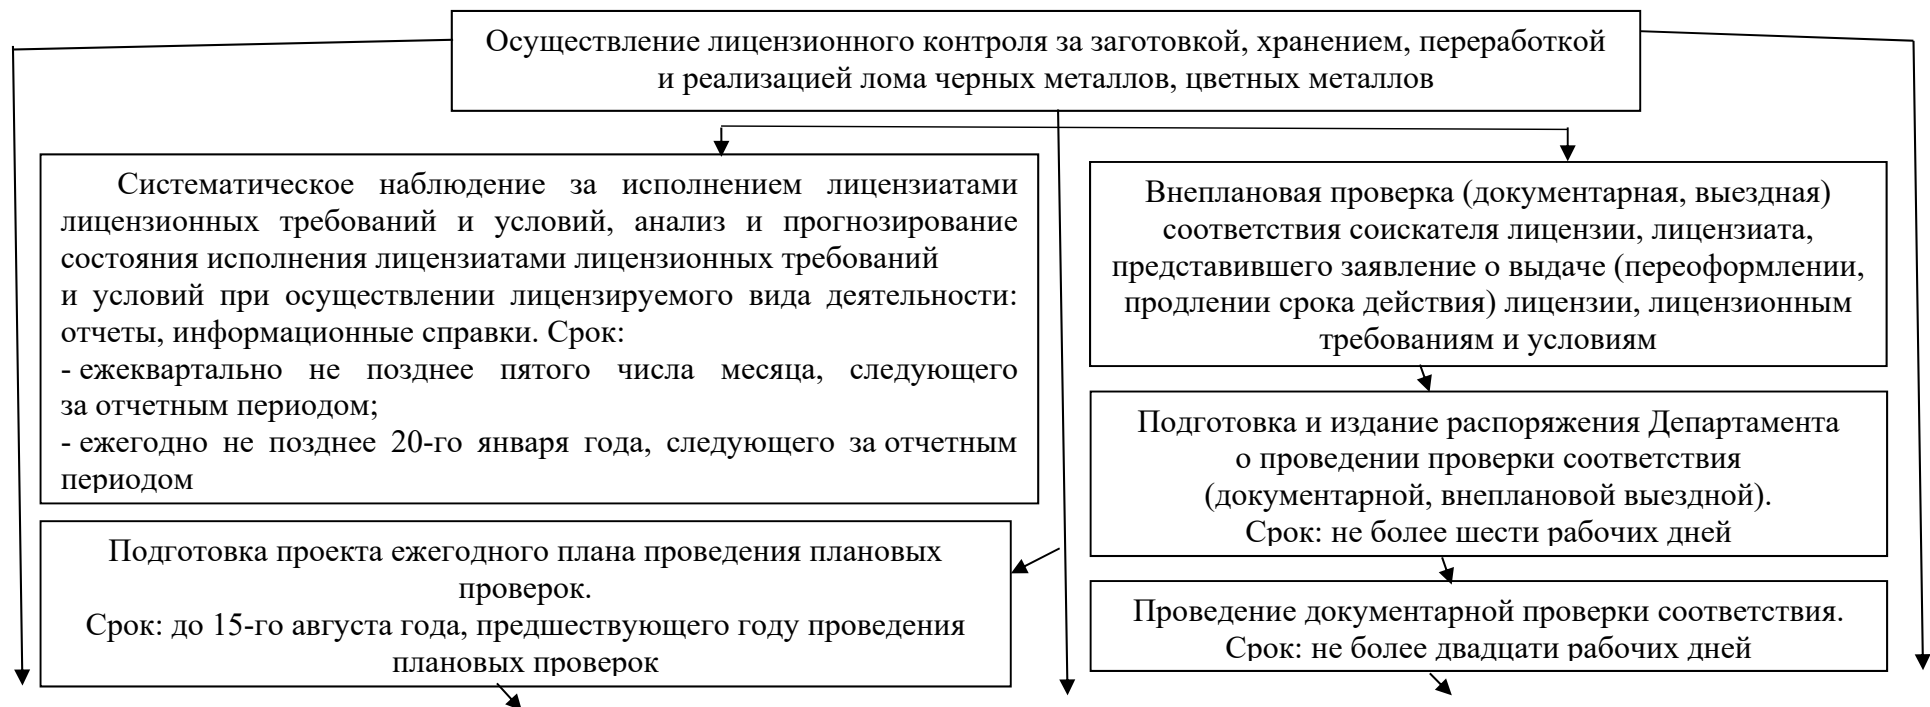 Осуществление лицензионного контроля за заготовкой, хранением, переработкой
и реализацией лома черных металлов, цветных металлов
Систематическое наблюдение за исполнением лицензиатами
лицензионных требований и условий, анализ и прогнозирование
состояния исполнения лицензиатами лицензионных требований
и условий при осуществлении лицензируемого вида деятельности:
отчеты, информационные справки. Срок:
- ежеквартально не позднее пятого числа месяца, следующего
за отчетным периодом;
- ежегодно не позднее 20-го января года, следующего за отчетным
периодом
Подготовка проекта ежегодного плана проведения плановых
проверок.
Срок: до 15-го августа года, предшествующего году проведения
плановых проверок
Внеплановая проверка (документарная, выездная)
соответствия соискателя лицензии, лицензиата,
представившего заявление о выдаче (переоформлении,
продлении срока действия) лицензии, лицензионным
требованиям и условиям
Подготовка и издание распоряжения Департамента
о проведении проверки соответствия
(документарной, внеплановой выездной).
Срок: не более шести рабочих дней
Проведение документарной проверки соответствия.
Срок: не более двадцати рабочих дней